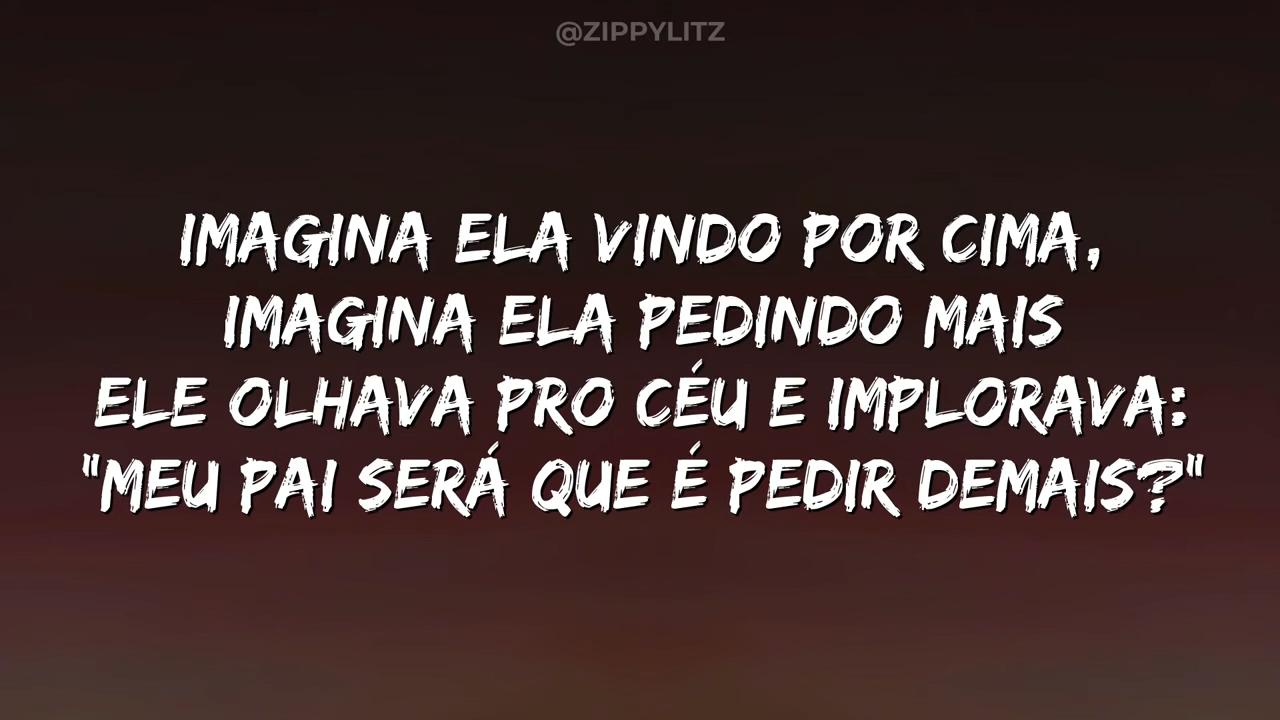 @ZIPPYLITZ
IMAGINA ELA VINDO POR CIMA,
IMAGINA ELA PEDINDO MAIS
ELE OLHAVA PRO CÉU E IMPLORAVA:
"MEU PAI SERÁ QUE É PEDIR DEMAIS?"